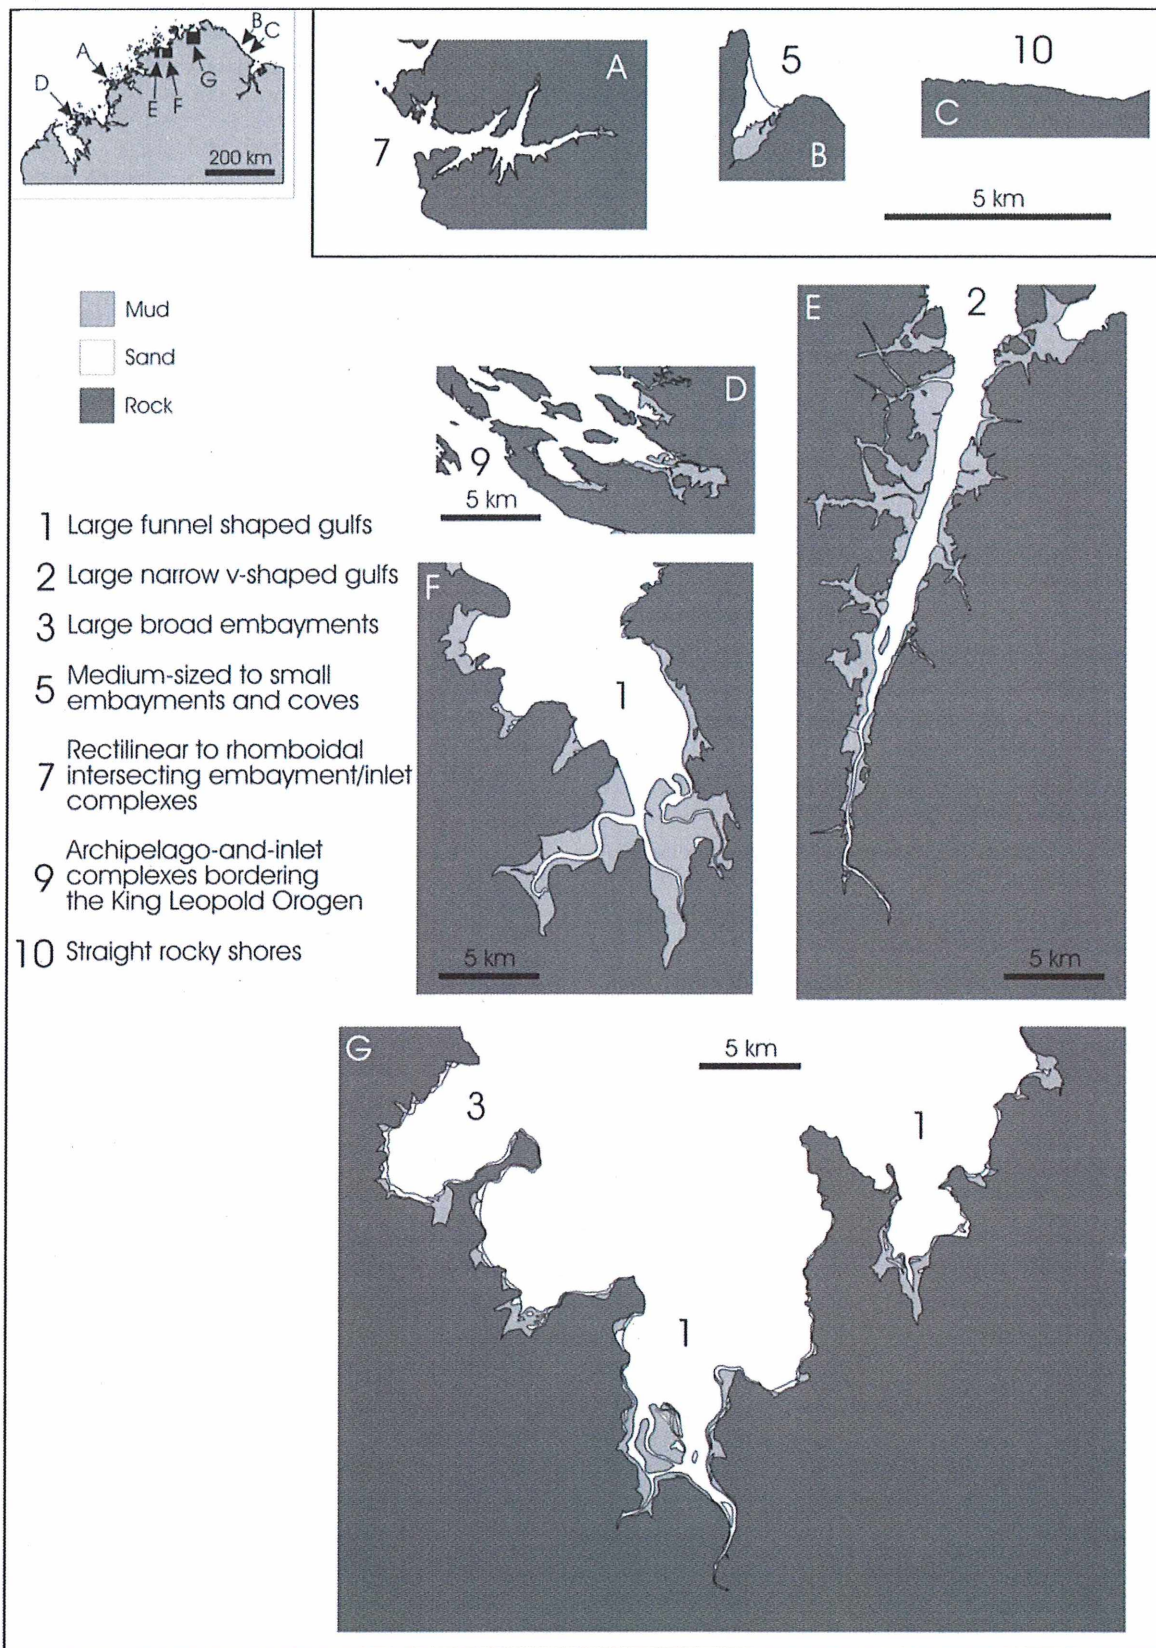 A
B
C
D
E
F
G
200 km
A
7
5
B
10
C
5 km
Mud
Sand
Rock
D
9
5 km
E
2
5 km
1 Large funnel shaped gulfs
2 Large narrow v-shaped gulfs
3 Large broad embayments
5 Medium-sized to small
embayments and coves
7 Rectilinear to rhomboidal
intersecting embayment/inlet
complexes
9 Archipelago-and-inlet
complexes bordering
the King Leopold Orogen
10 Straight rocky shores
F
1
5 km
G
5 km
3
1
1